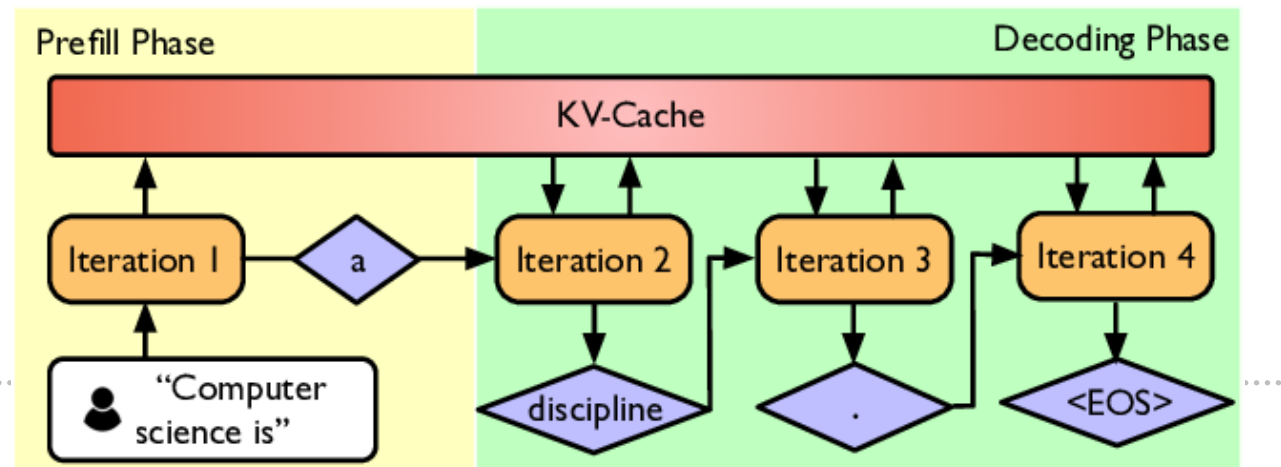 Prefill Phase
Decoding Phase
KV-Cache
Iteration 1
a
Iteration 2
Iteration 3
Iteration 4
“Computer
science is”
discipline
.
<EOS>